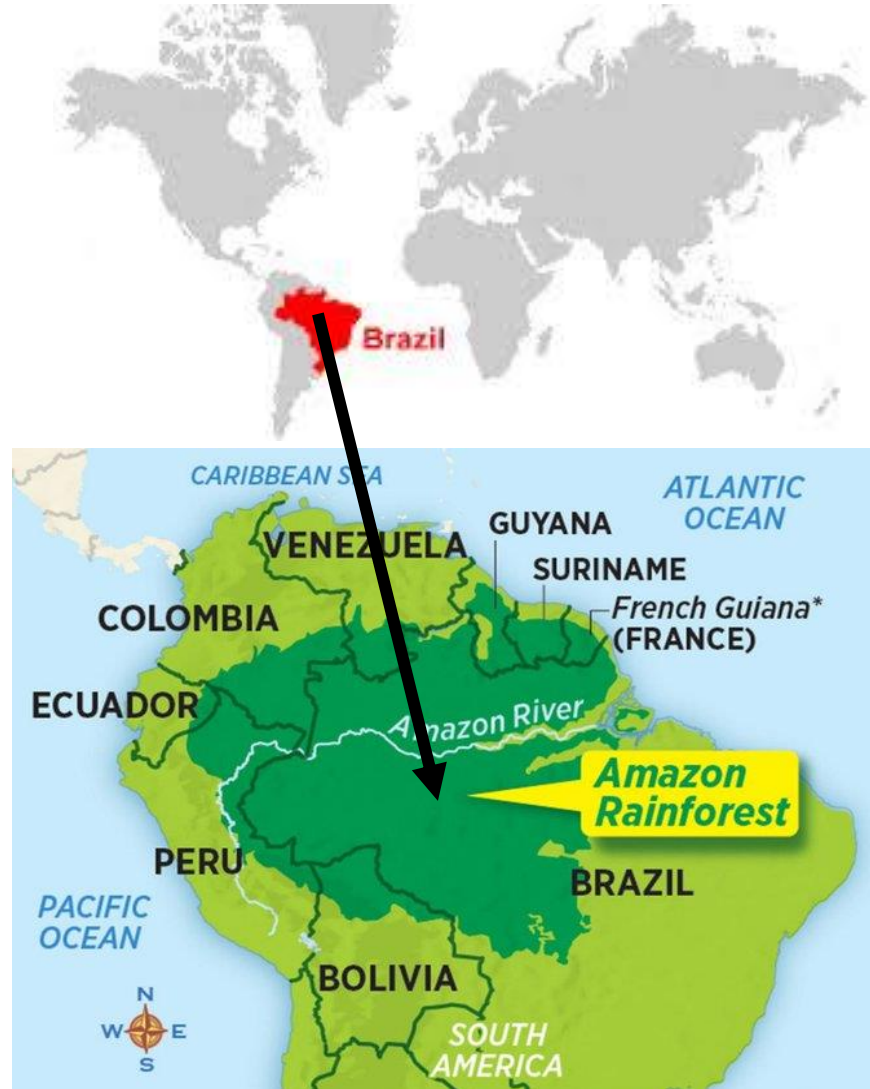 Brazil
CARIBBEAN SEA
ATLANTIC
OCEAN
GUYANA
VENEZUELA
SURINAME
French Guiana*
(FRANCE)
COLOMBIA
ECUADOR
Amazon River
Amazon
Rainforest
PERU
BRAZIL
PACIFIC
OCEAN
BOLIVIA
N
W E
S
SOUTH
AMERICA